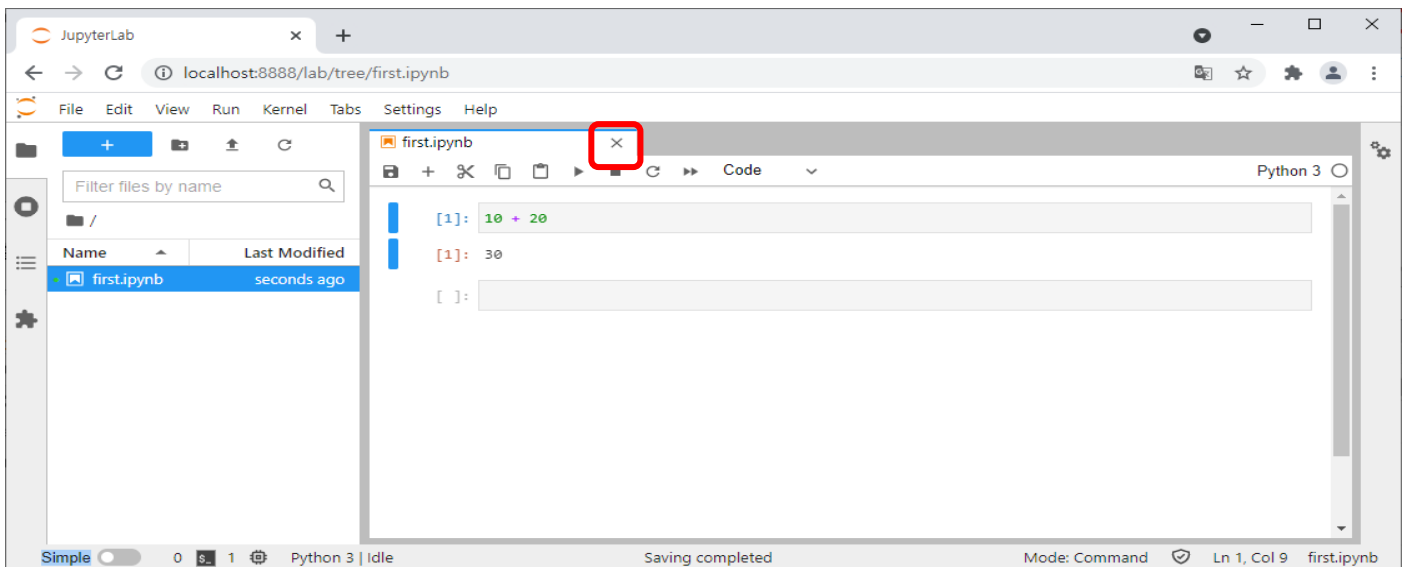 JupyterLab
localhost:8888/lab/tree/first.ipynb
File Edit View Run Kernel Tabs Settings Help
first.ipynb
Code Python 3
Filter files by name
/
Name Last Modified
first.ipynb seconds ago
[1]: 10 + 20
[1]: 30
[ ]:
Simple 0 $_ 1 Python 3 | Idle Saving completed Mode: Command Ln 1, Col 9 first.ipynb